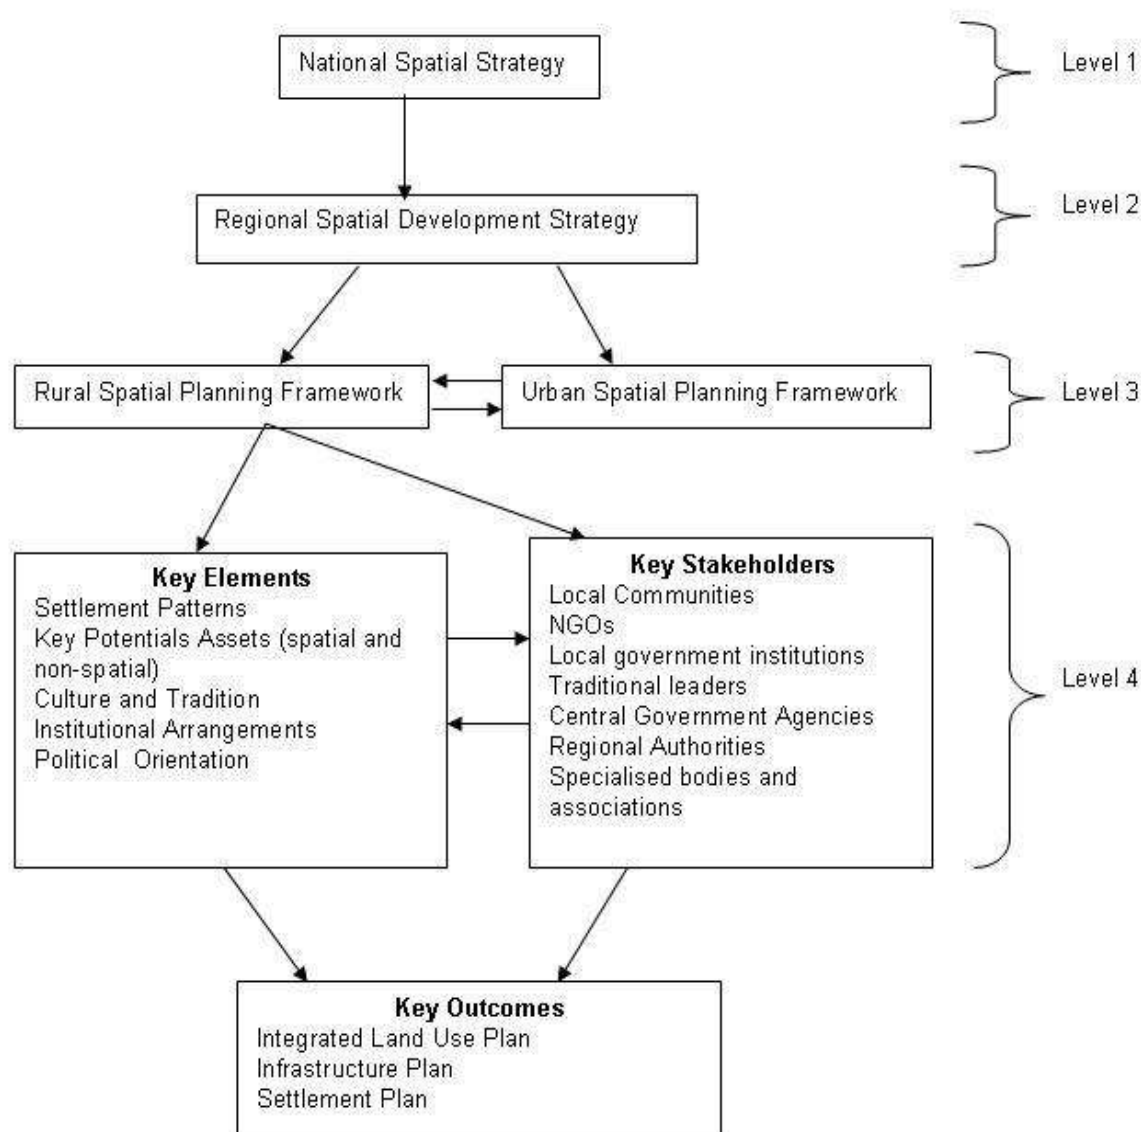 National Spatial Strategy
Level 1
Regional Spatial Development Strategy
Level 2
Rural Spatial Planning Framework
Urban Spatial Planning Framework
Level 3
Key Elements
Settlement Patterns
Key Potentials Assets (spatial and
non-spatial)
Culture and Tradition
Institutional Arrangements
Political Orientation
Key Stakeholders
Local Communities
NGOs
Local government institutions
Traditional leaders
Central Government Agencies
Regional Authorities
Specialised bodies and
associations
Level 4
Key Outcomes
Integrated Land Use Plan
Infrastructure Plan
Settlement Plan